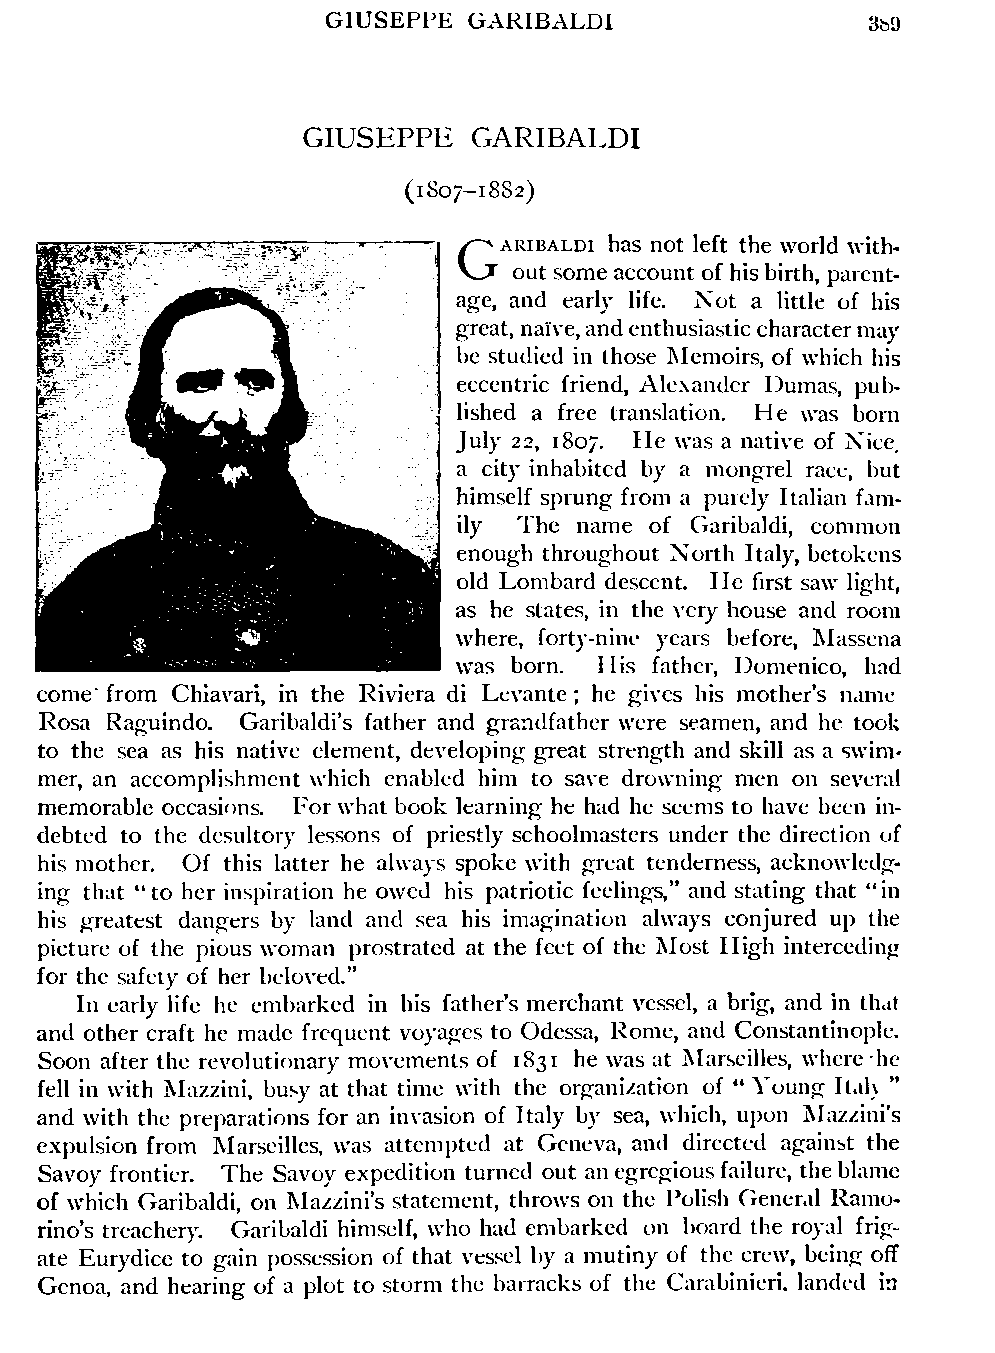 GIUSEPPE GARIBALDI 389
GIUSEPPE GARIBALDI
(1807–1882)
GARIBALDI has not left the world with-
out some account of his birth, parent-
age, and early life. Not a little of his
great, naïve, and enthusiastic character may
be studied in those Memoirs, of which his
eccentric friend, Alexander Dumas, pub-
lished a free translation. He was born
July 22, 1807. He was a native of Nice,
a city inhabited by a mongrel race, but
himself sprung from a purely Italian fam-
ily The name of Garibaldi, common
enough throughout North Italy, betokens
old Lombard descent. He first saw light,
as he states, in the very house and room
where, forty-nine years before, Massena
was born. His father, Domenico, had
come from Chiavari, in the Riviera di Levante; he gives his mother's name
Rosa Raguindo. Garibaldi's father and grandfather were seamen, and he took
to the sea as his native element, developing great strength and skill as a swim-
mer, an accomplishment which enabled him to save drowning men on several
memorable occasions. For what book learning he had he seems to have been in-
debted to the desultory lessons of priestly schoolmasters under the direction of
his mother. Of this latter he always spoke with great tenderness, acknowledg-
ing that "to her inspiration he owed his patriotic feelings," and stating that "in
his greatest dangers by land and sea his imagination always conjured up the
picture of the pious woman prostrated at the feet of the Most High interceding
for the safety of her beloved."
In early life he embarked in his father's merchant vessel, a brig, and in that
and other craft he made frequent voyages to Odessa, Rome, and Constantinople.
Soon after the revolutionary movements of 1831 he was at Marseilles, where he
fell in with Mazzini, busy at that time with the organization of "Young Italy"
and with the preparations for an invasion of Italy by sea, which, upon Mazzini's
expulsion from Marseilles, was attempted at Geneva, and directed against the
Savoy frontier. The Savoy expedition turned out an egregious failure, the blame
of which Garibaldi, on Mazzini's statement, throws on the Polish General Ramo-
rino's treachery. Garibaldi himself, who had embarked on board the royal frig-
ate Eurydice to gain possession of that vessel by a mutiny of the crew, being off
Genoa, and hearing of a plot to storm the barracks of the Carabinieri, landed in